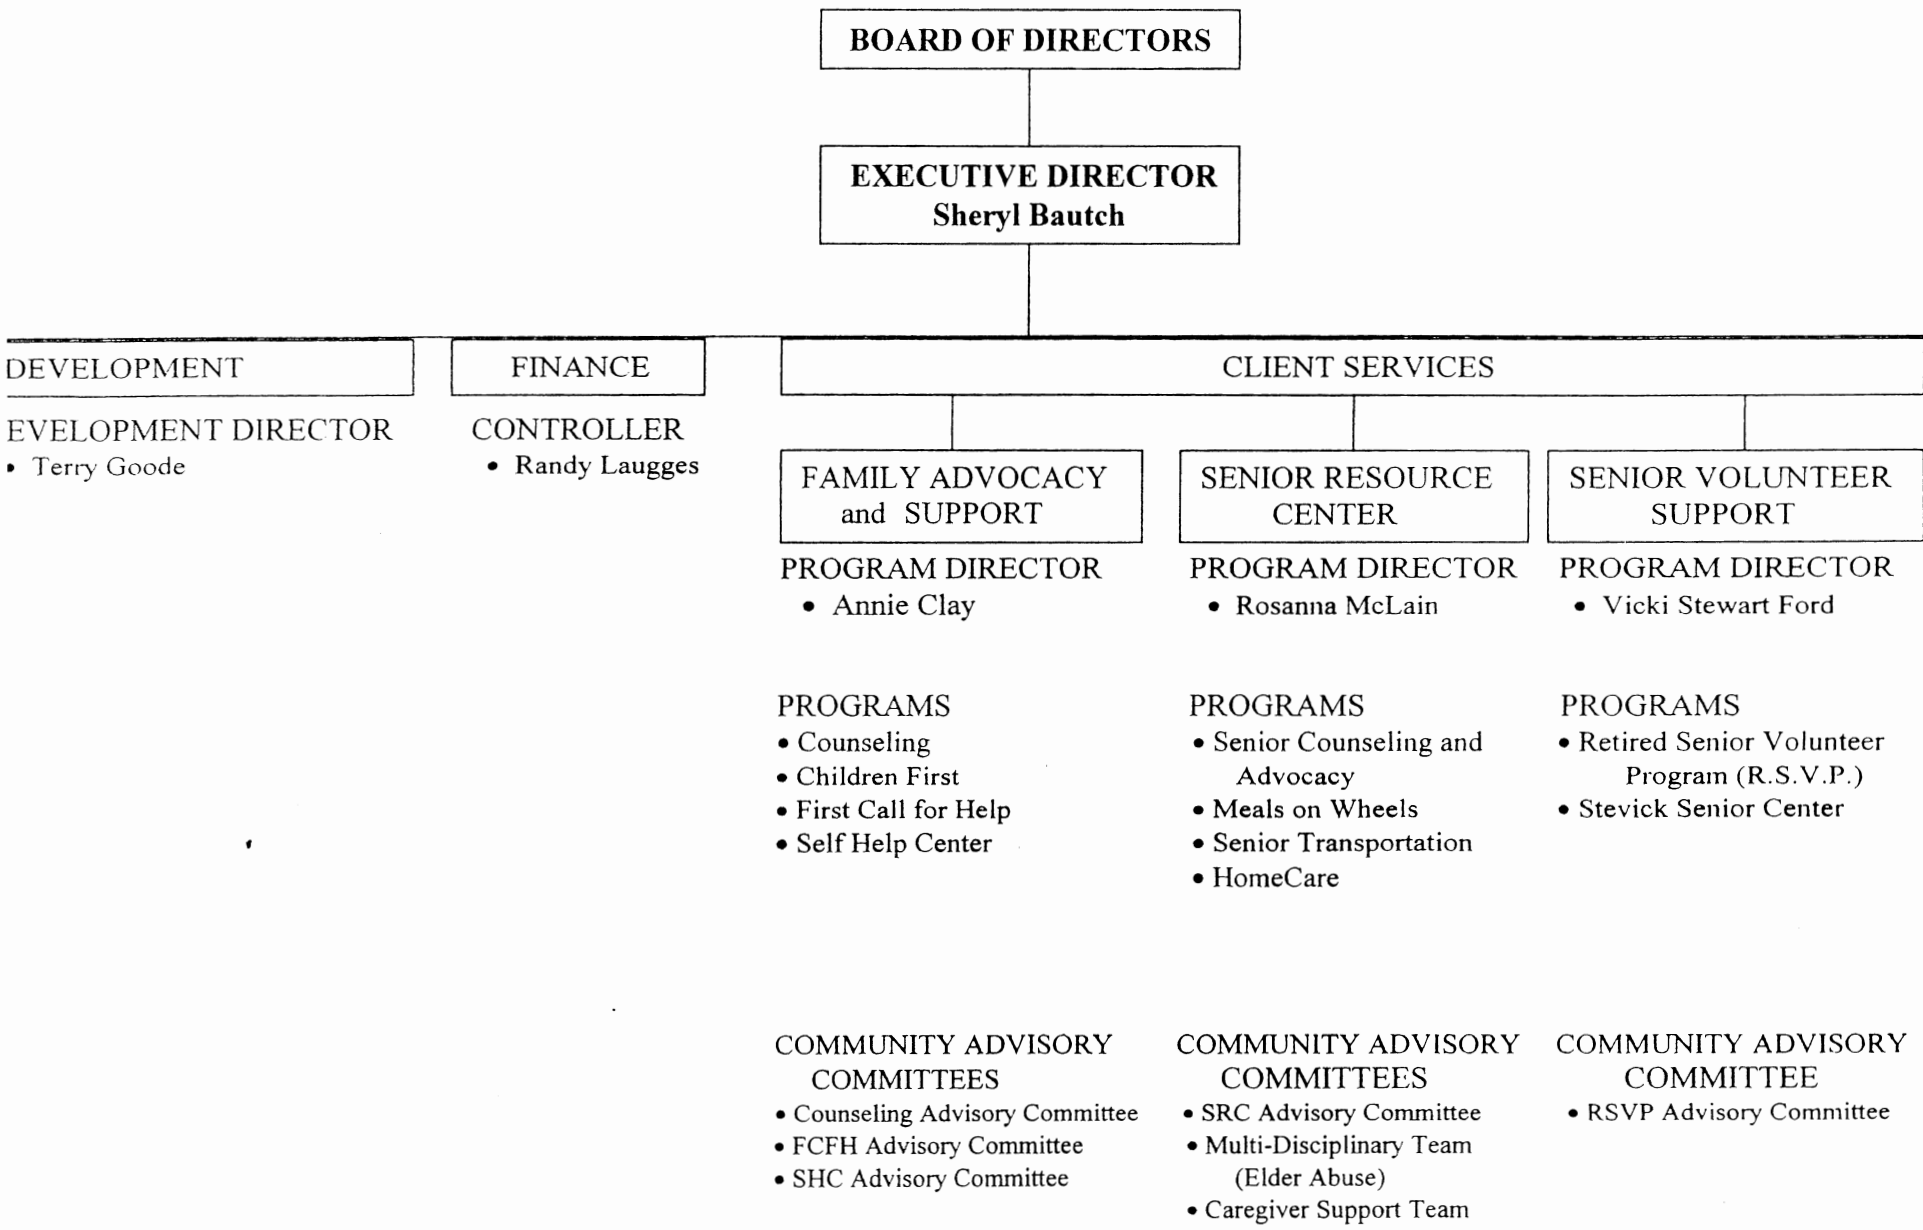 BOARD OF DIRECTORS
EXECUTIVE DIRECTOR
Sheryl Bautch
DEVELOPMENT
EVELOPMENT DIRECTOR
• Terry Goode
FINANCE
CONTROLLER
• Randy Laugges
CLIENT SERVICES
FAMILY ADVOCACY
and SUPPORT
PROGRAM DIRECTOR
• Annie Clay
PROGRAMS
• Counseling
• Children First
• First Call for Help
• Self Help Center
COMMUNITY ADVISORY
COMMITTEES
• Counseling Advisory Committee
• FCFH Advisory Committee
• SHC Advisory Committee
SENIOR RESOURCE
CENTER
PROGRAM DIRECTOR
• Rosanna McLain
PROGRAMS
• Senior Counseling and
Advocacy
• Meals on Wheels
• Senior Transportation
• HomeCare
COMMUNITY ADVISORY
COMMITTEES
• SRC Advisory Committee
• Multi-Disciplinary Team
(Elder Abuse)
• Caregiver Support Team
SENIOR VOLUNTEER
SUPPORT
PROGRAM DIRECTOR
• Vicki Stewart Ford
PROGRAMS
• Retired Senior Volunteer
Program (R.S.V.P.)
• Stevick Senior Center
COMMUNITY ADVISORY
COMMITTEE
• RSVP Advisory Committee